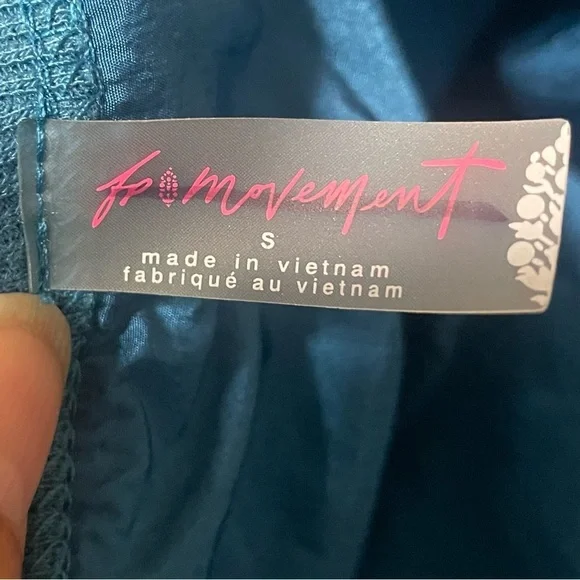 fp movement
S
made in vietnam
fabriqué au vietnam